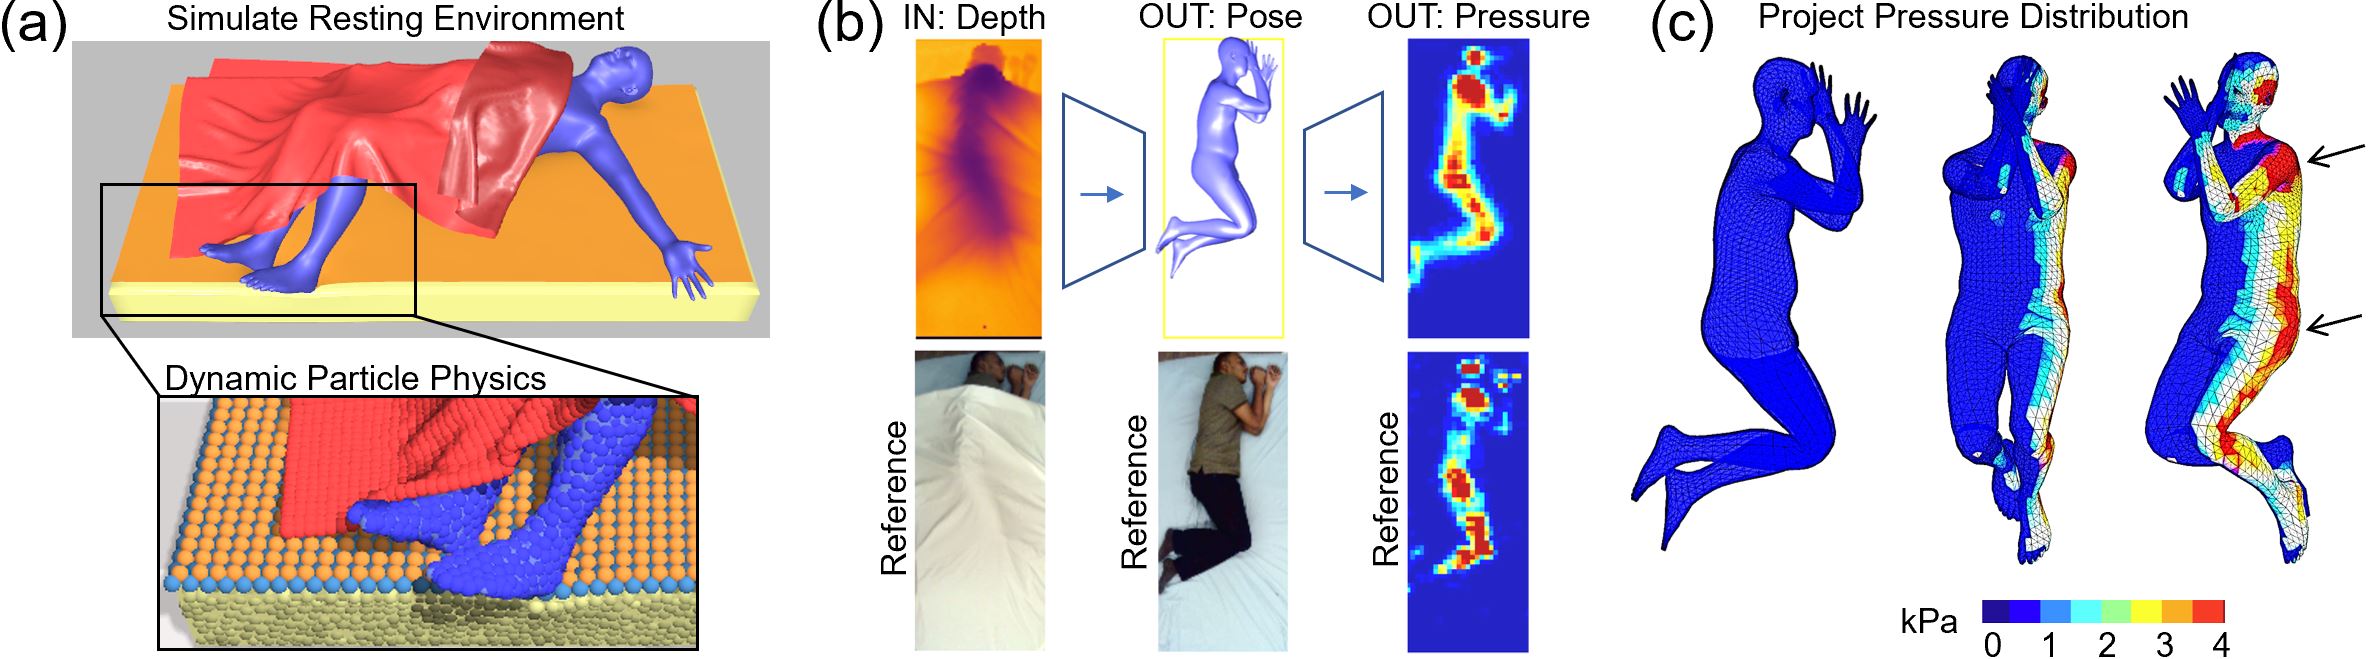 (a)
Simulate Resting Environment
Dynamic Particle Physics
(b)
IN: Depth
OUT: Pose
OUT: Pressure
Reference
Reference
Reference
(c)
Project Pressure Distribution
kPa
0 1 2 3 4